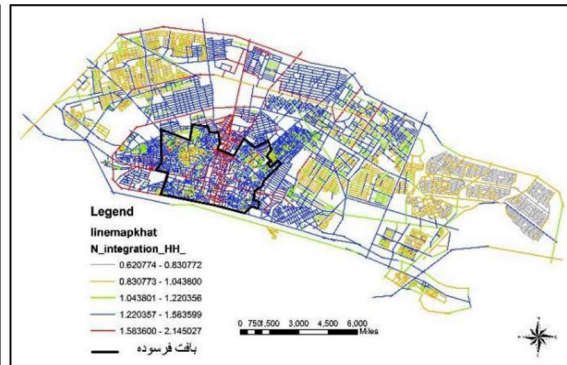 Legend
linemapkhat
N_integration_HH_
0.620774 - 0.830772
0.830773 - 1.043800
1.043801 - 1.220356
1.220357 - 1.583599
1.583600 - 2.145027
بافت فرسوده
0 750 1,500 3,000 4,500 6,000
Miles